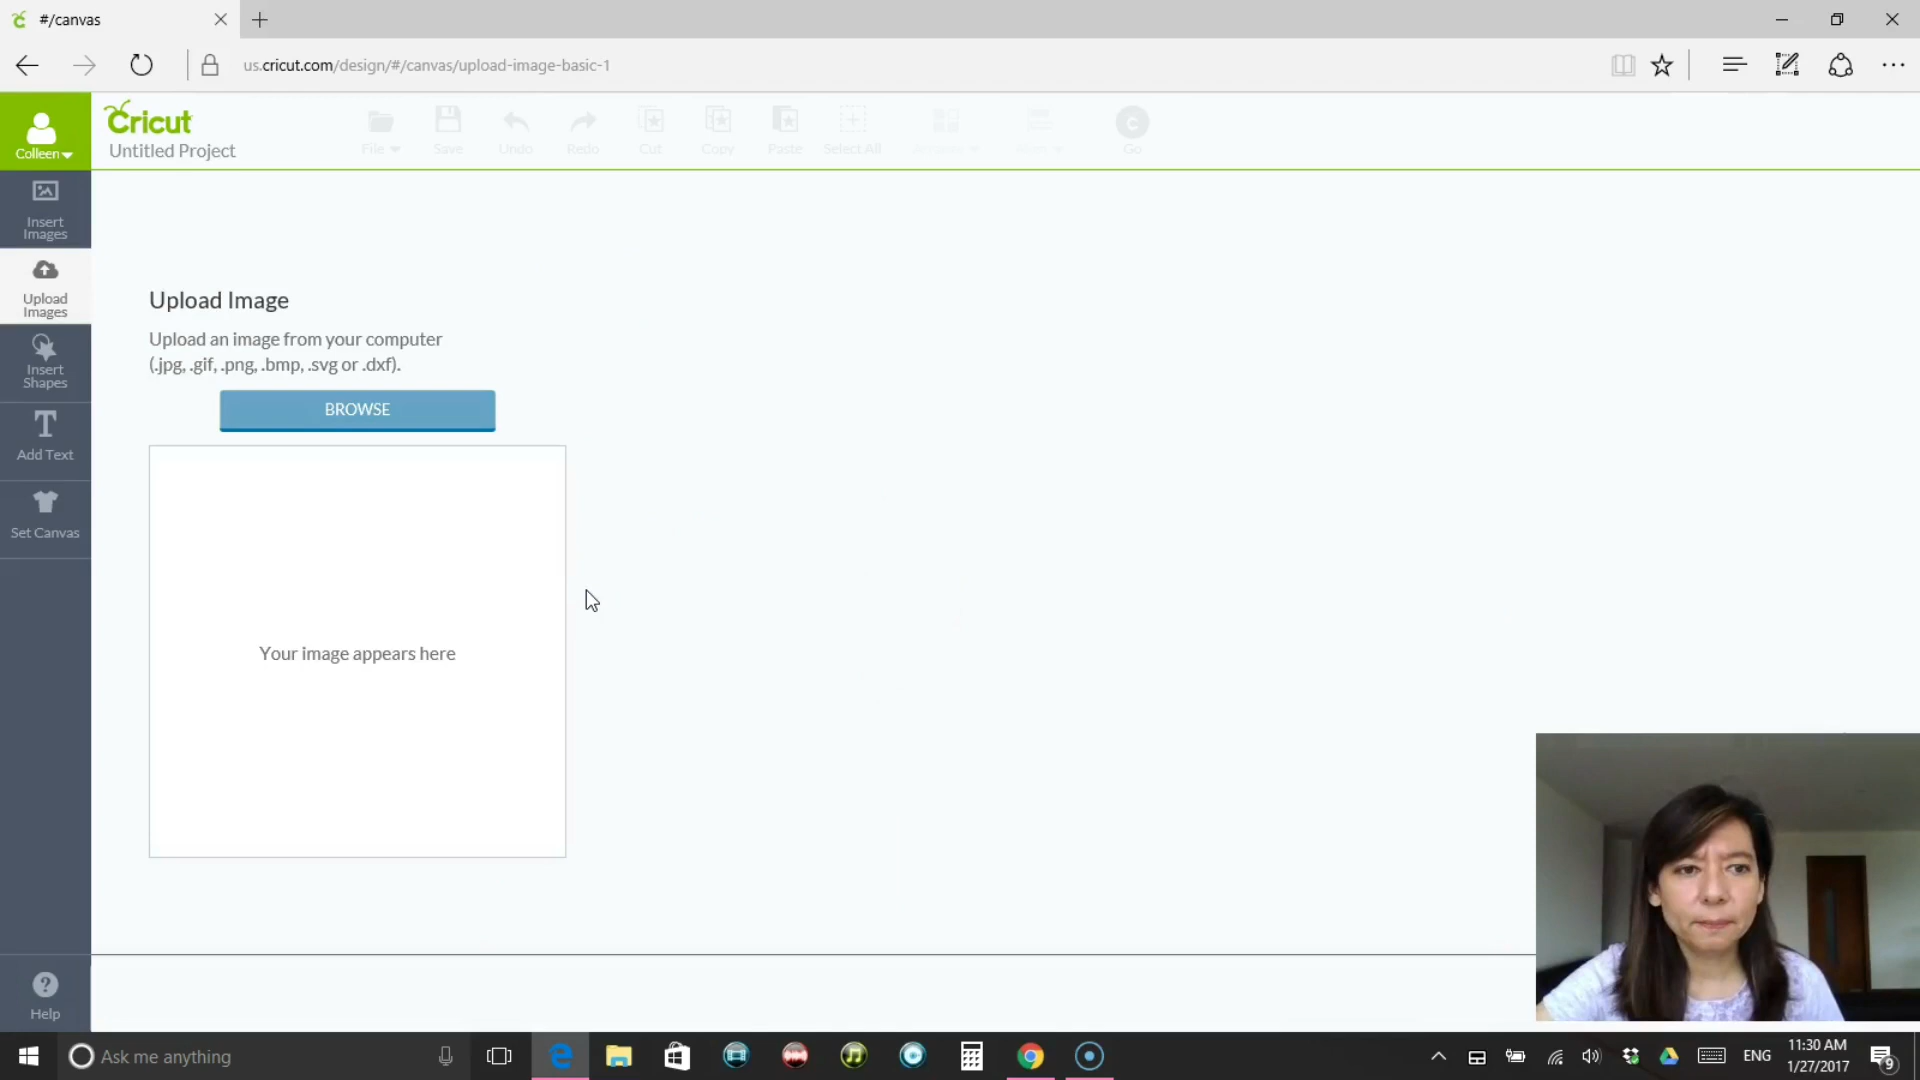 #/canvas
us.cricut.com/design/#/canvas/upload-image-basic-1
Colleen
Cricut
Untitled Project
File
Save
Undo
Redo
Cut
Copy
Paste
Select All
C
Go
Insert
Images
Upload
Images
Insert
Shapes
T
Add Text
Set Canvas
Upload Image
Upload an image from your computer
(.jpg, .gif, .png, .bmp, .svg or .dxf).
BROWSE
Your image appears here
?
Help
Ask me anything
ENG
11:30 AM
1/27/2017
9